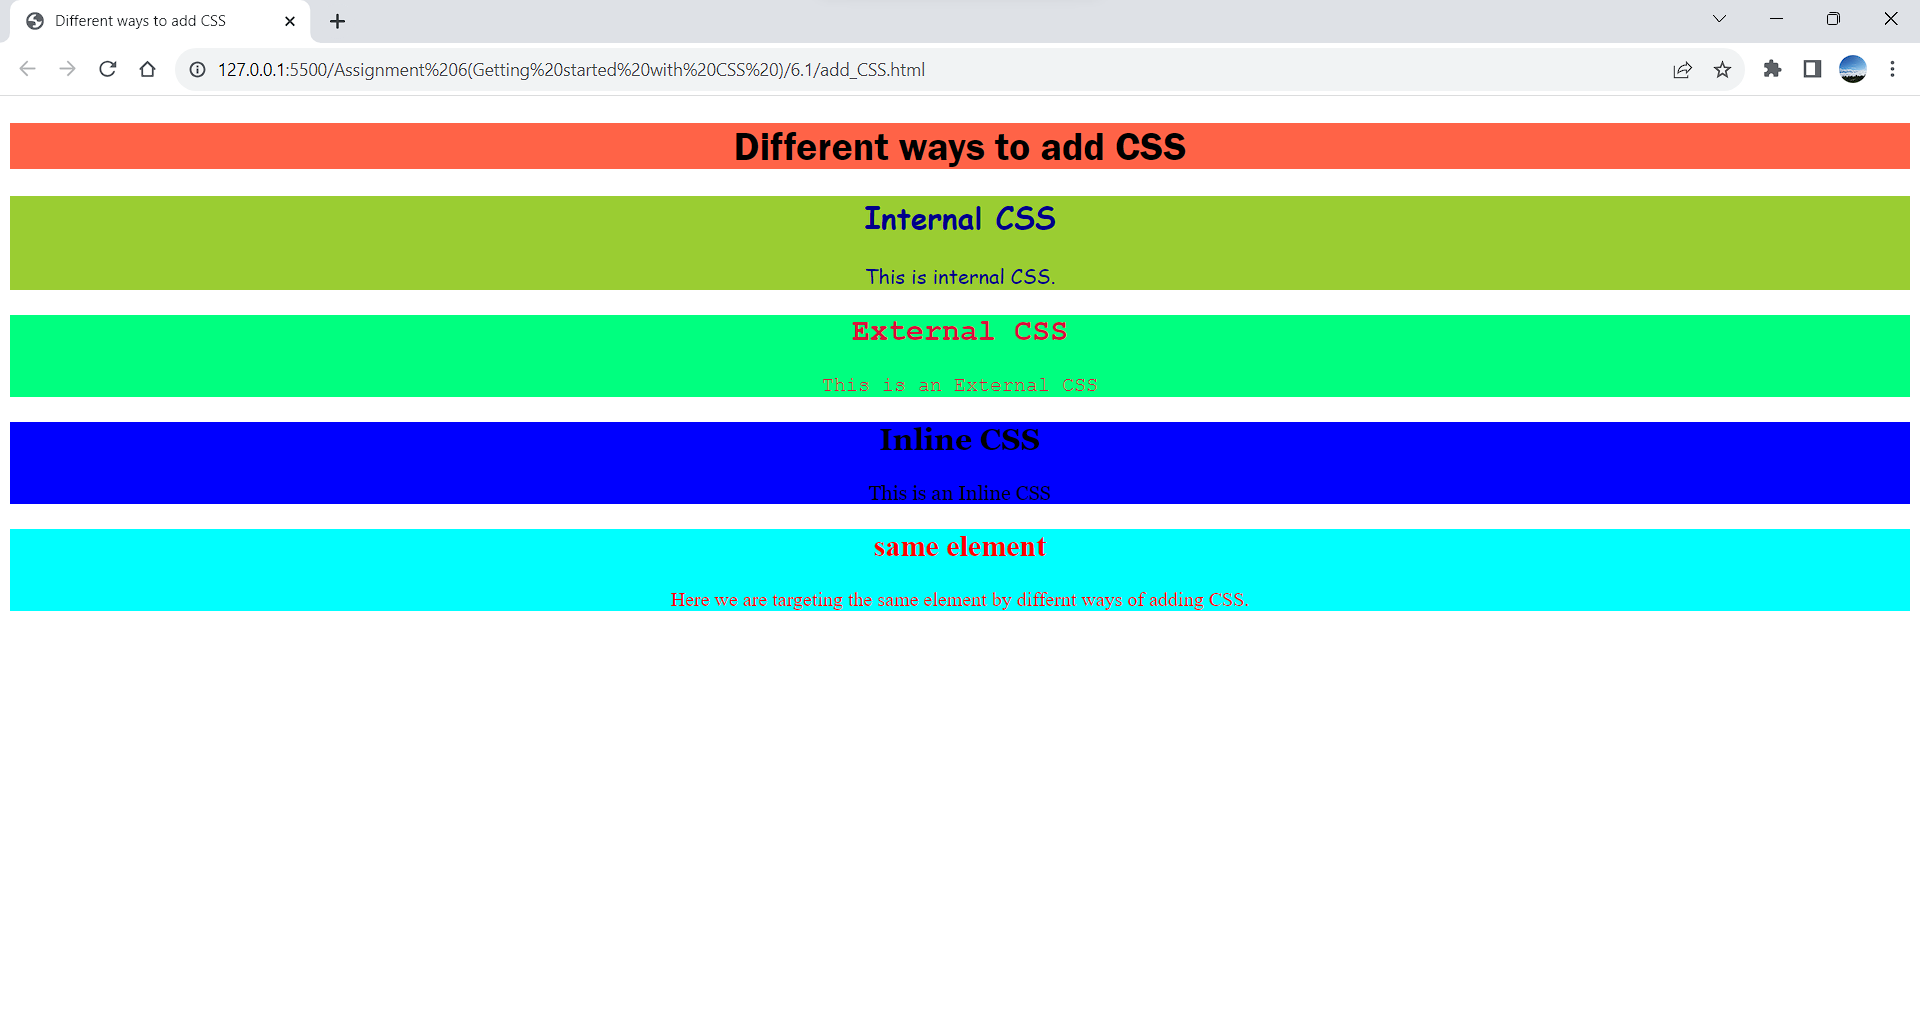 Different ways to add CSS
127.0.0.1:5500/Assignment%206(Getting%20started%20with%20CSS%20)/6.1/add_CSS.html
Different ways to add CSS
Internal CSS
This is internal CSS.
External CSS
This is an External CSS
Inline CSS
This is an Inline CSS
same element
Here we are targeting the same element by differnt ways of adding CSS.